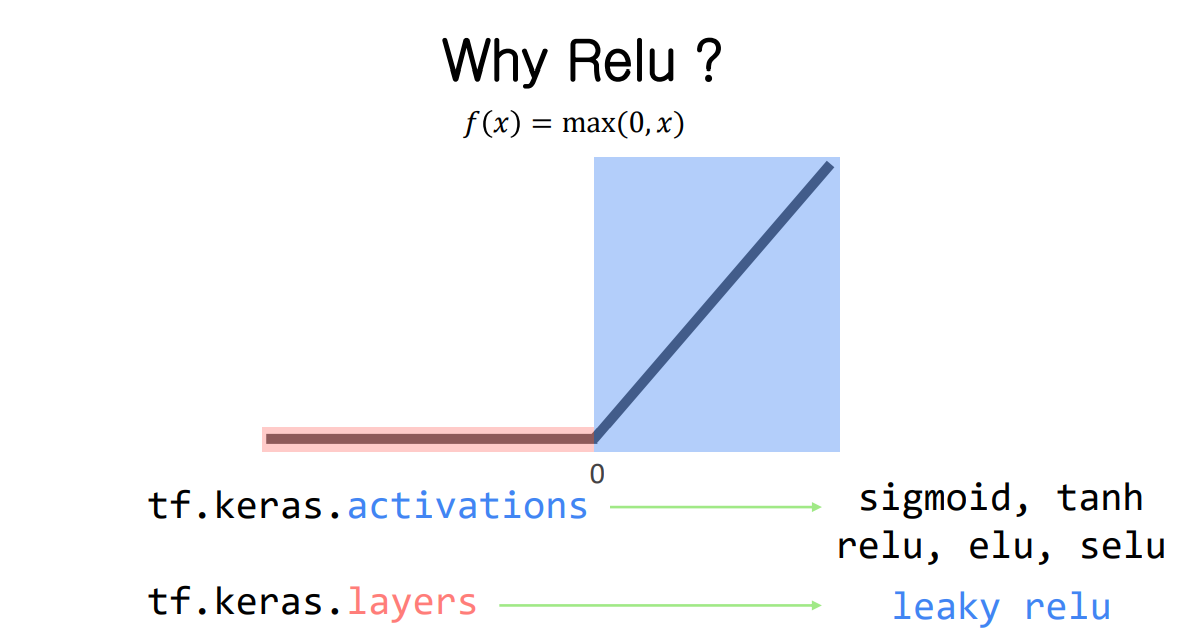 Why Relu ?
f(x) = max(0, x)
0
tf.keras.activations
sigmoid, tanh
relu, elu, selu
tf.keras.layers
leaky relu